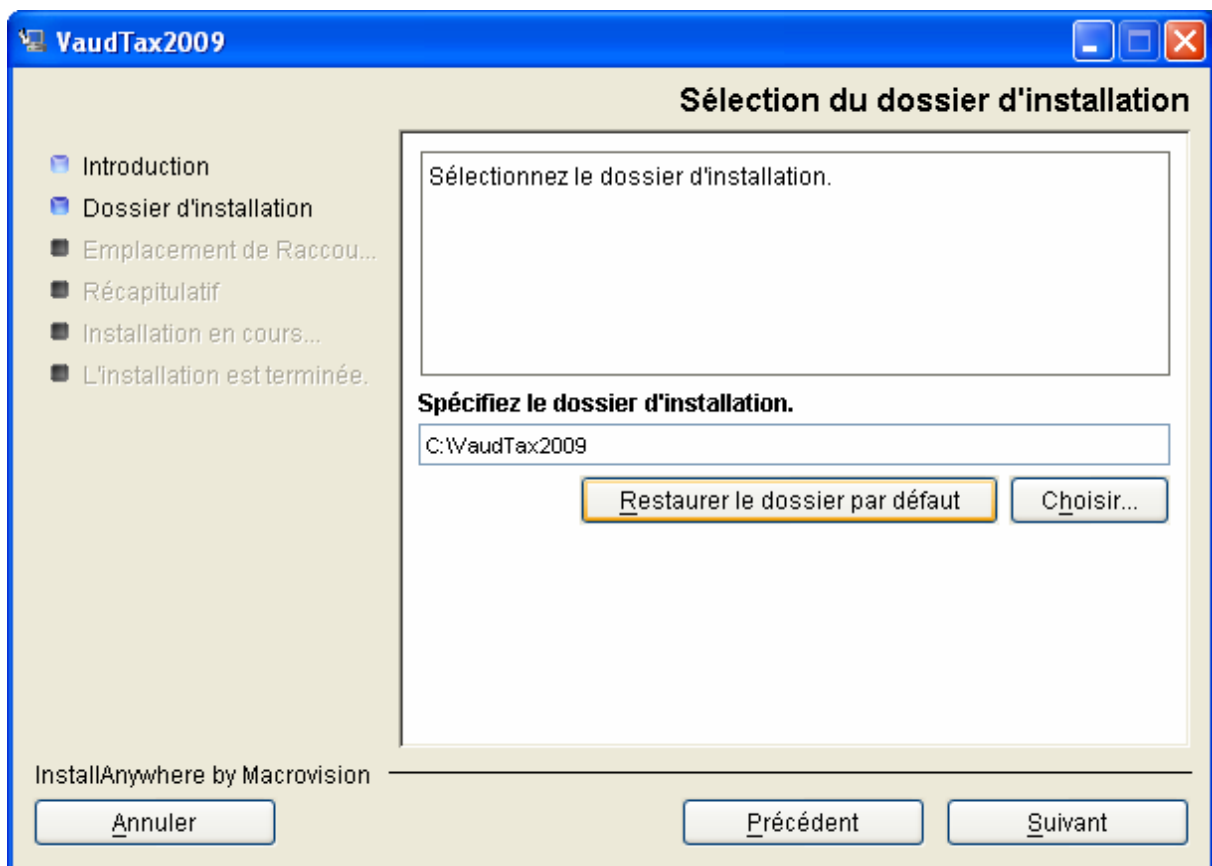 VaudTax2009
Sélection du dossier d'installation
Introduction
Dossier d'installation
Emplacement de Raccou...
Récapitulatif
Installation en cours...
L'installation est terminée.
Sélectionnez le dossier d'installation.
Spécifiez le dossier d'installation.
C:\VaudTax2009
Restaurer le dossier par défaut
Choisir...
InstallAnywhere by Macrovision
Annuler
Précédent
Suivant